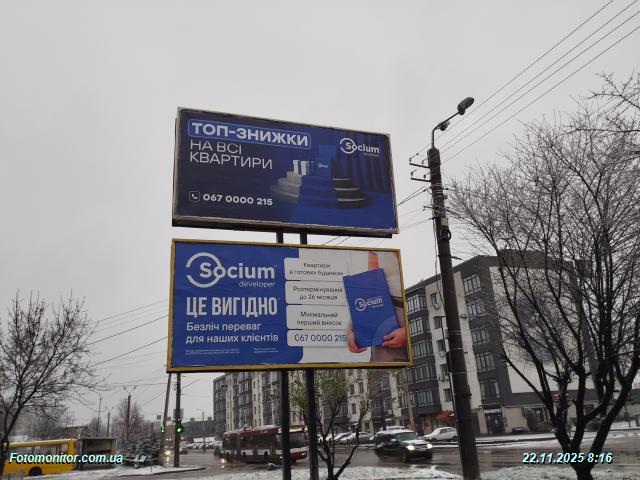 ТОП-ЗНИЖКИ
НА ВСІ
КВАРТИРИ
Socium
067 0000 215
Socium
developer
ЦЕ ВИГІДНО
Безліч переваг
для наших клієнтів
Квартири
в готових будинках
Розтермінування
до 26 місяців
Мінімальний
перший внесок
067 0000 215
Socium
Fotomonitor.com.ua
22.11.2025 8:16